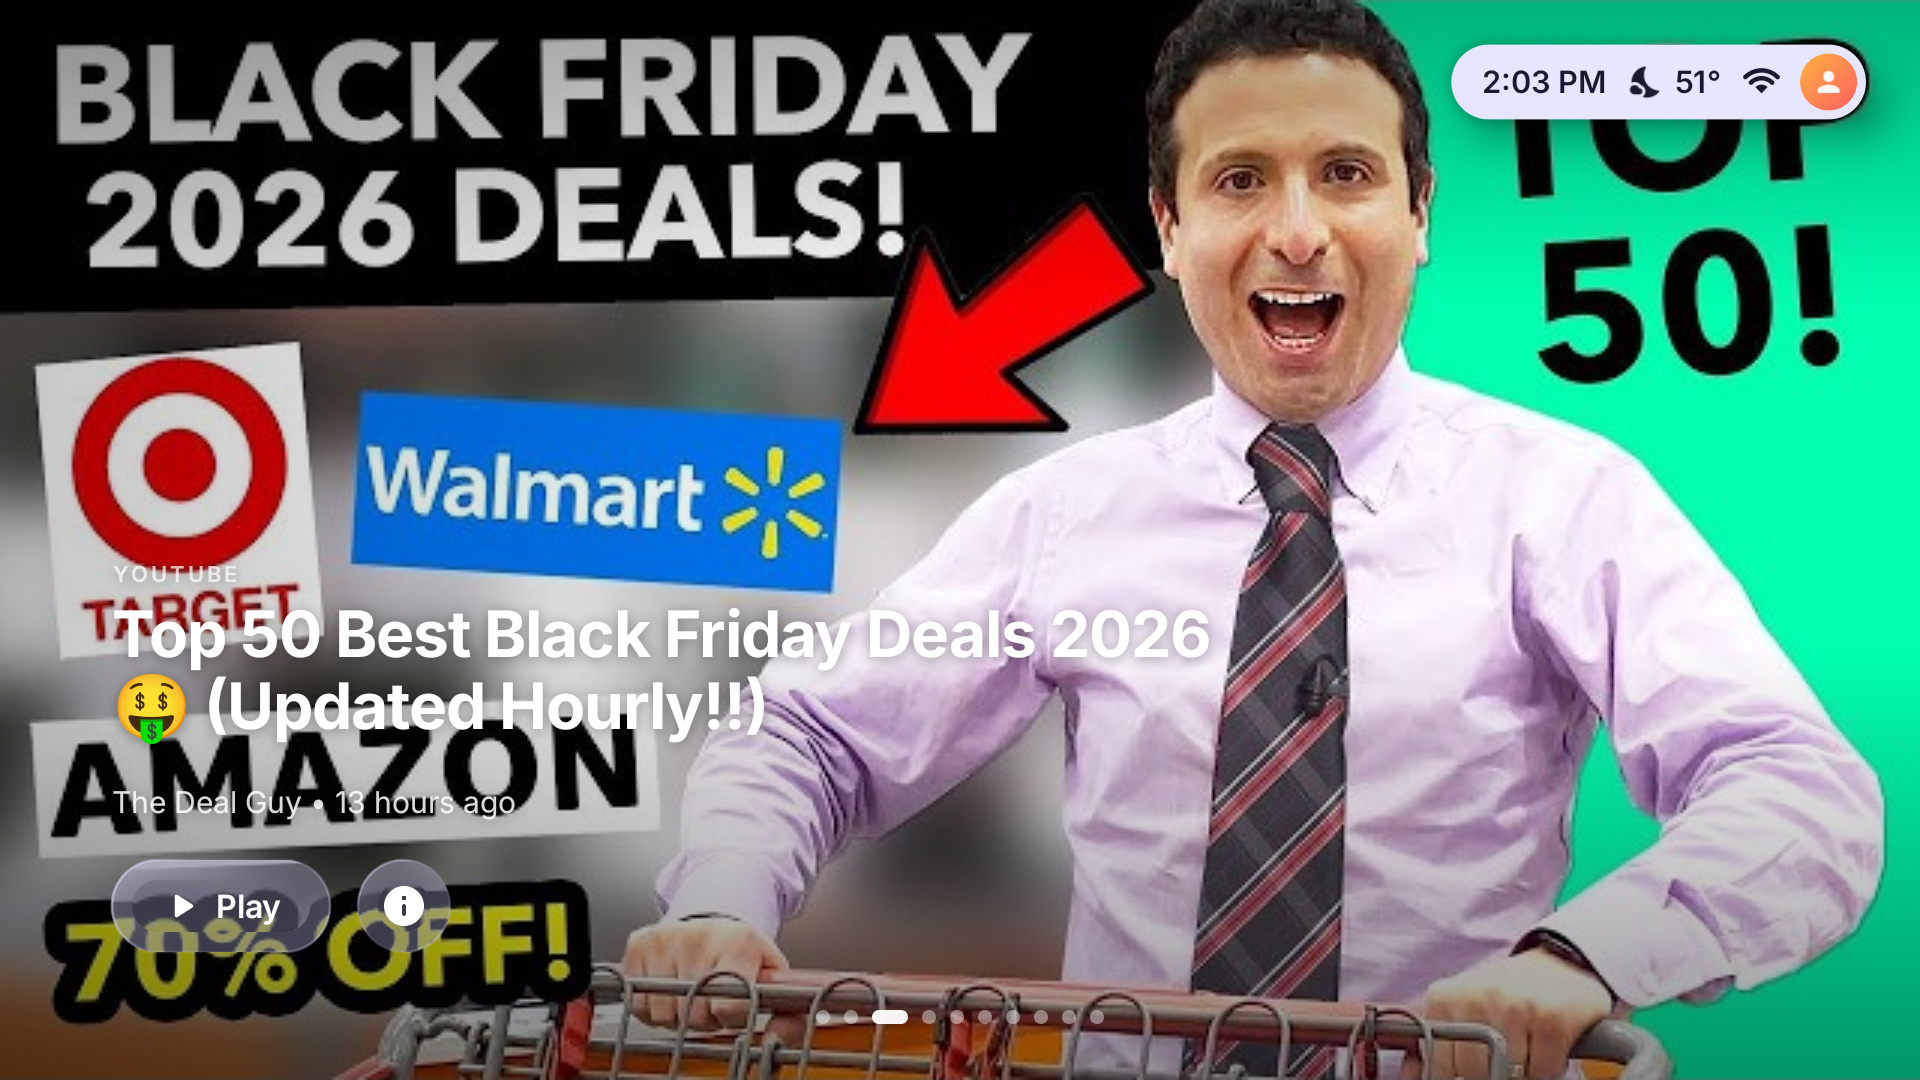 BLACK FRIDAY
2026 DEALS!
2:03 PM 51°
TOP
50!
Walmart
YOUTUBE
TARGET
Top 50 Best Black Friday Deals 2026
🤑 (Updated Hourly!!)
AMAZON
The Deal Guy • 13 hours ago
Play
70% OFF!